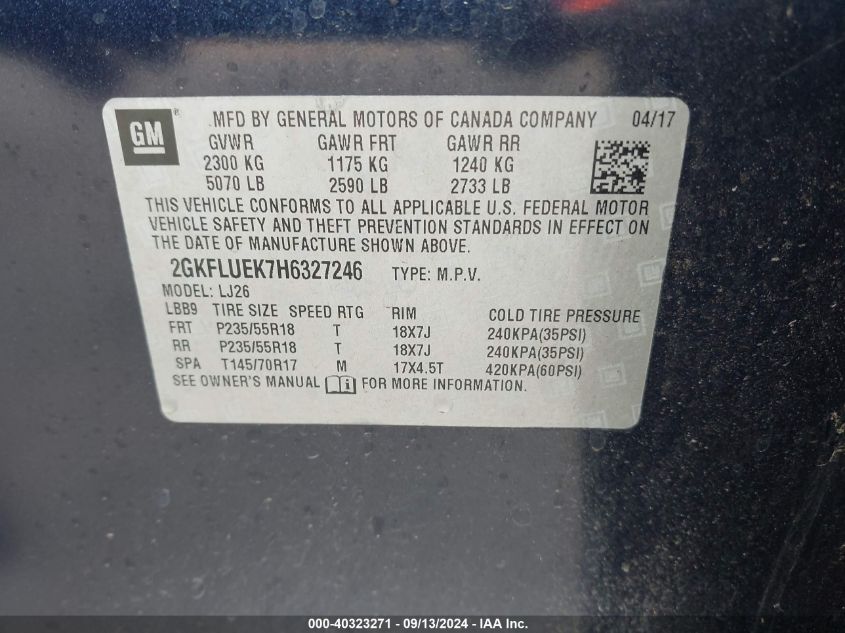 GM ® MFD BY GENERAL MOTORS OF CANADA COMPANY 04/17
GVWR GAWR FRT GAWR RR
2300 KG 1175 KG 1240 KG
5070 LB 2590 LB 2733 LB
THIS VEHICLE CONFORMS TO ALL APPLICABLE U.S. FEDERAL MOTOR
VEHICLE SAFETY AND THEFT PREVENTION STANDARDS IN EFFECT ON
THE DATE OF MANUFACTURE SHOWN ABOVE.
2GKFLUEK7H6327246 TYPE: M.P.V.
MODEL: LJ26
LBB9 TIRE SIZE SPEED RTG RIM COLD TIRE PRESSURE
FRT P235/55R18 T 18X7J 240KPA(35PSI)
RR P235/55R18 T 18X7J 240KPA(35PSI)
SPA T145/70R17 M 17X4.5T 420KPA(60PSI)
SEE OWNER'S MANUAL FOR MORE INFORMATION.
000-40323271 - 09/13/2024 - IAA Inc.